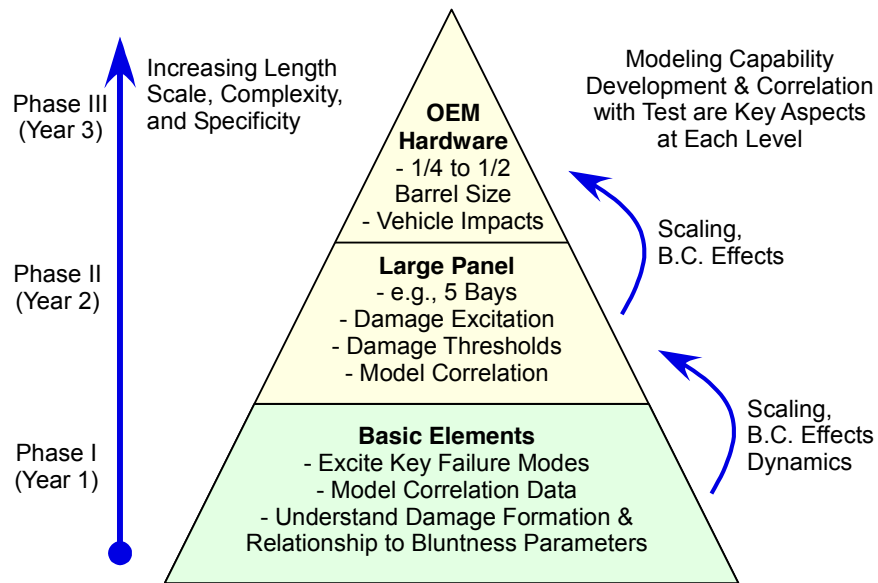 Increasing Length
Scale, Complexity,
and Specificity
Modeling Capability
Development & Correlation
with Test are Key Aspects
at Each Level
Phase III
(Year 3)
OEM
Hardware
- 1/4 to 1/2
Barrel Size
- Vehicle Impacts
Scaling,
B.C. Effects
Phase II
(Year 2)
Large Panel
- e.g., 5 Bays
- Damage Excitation
- Damage Thresholds
- Model Correlation
Scaling,
B.C. Effects
Dynamics
Phase I
(Year 1)
Basic Elements
- Excite Key Failure Modes
- Model Correlation Data
- Understand Damage Formation &
Relationship to Bluntness Parameters